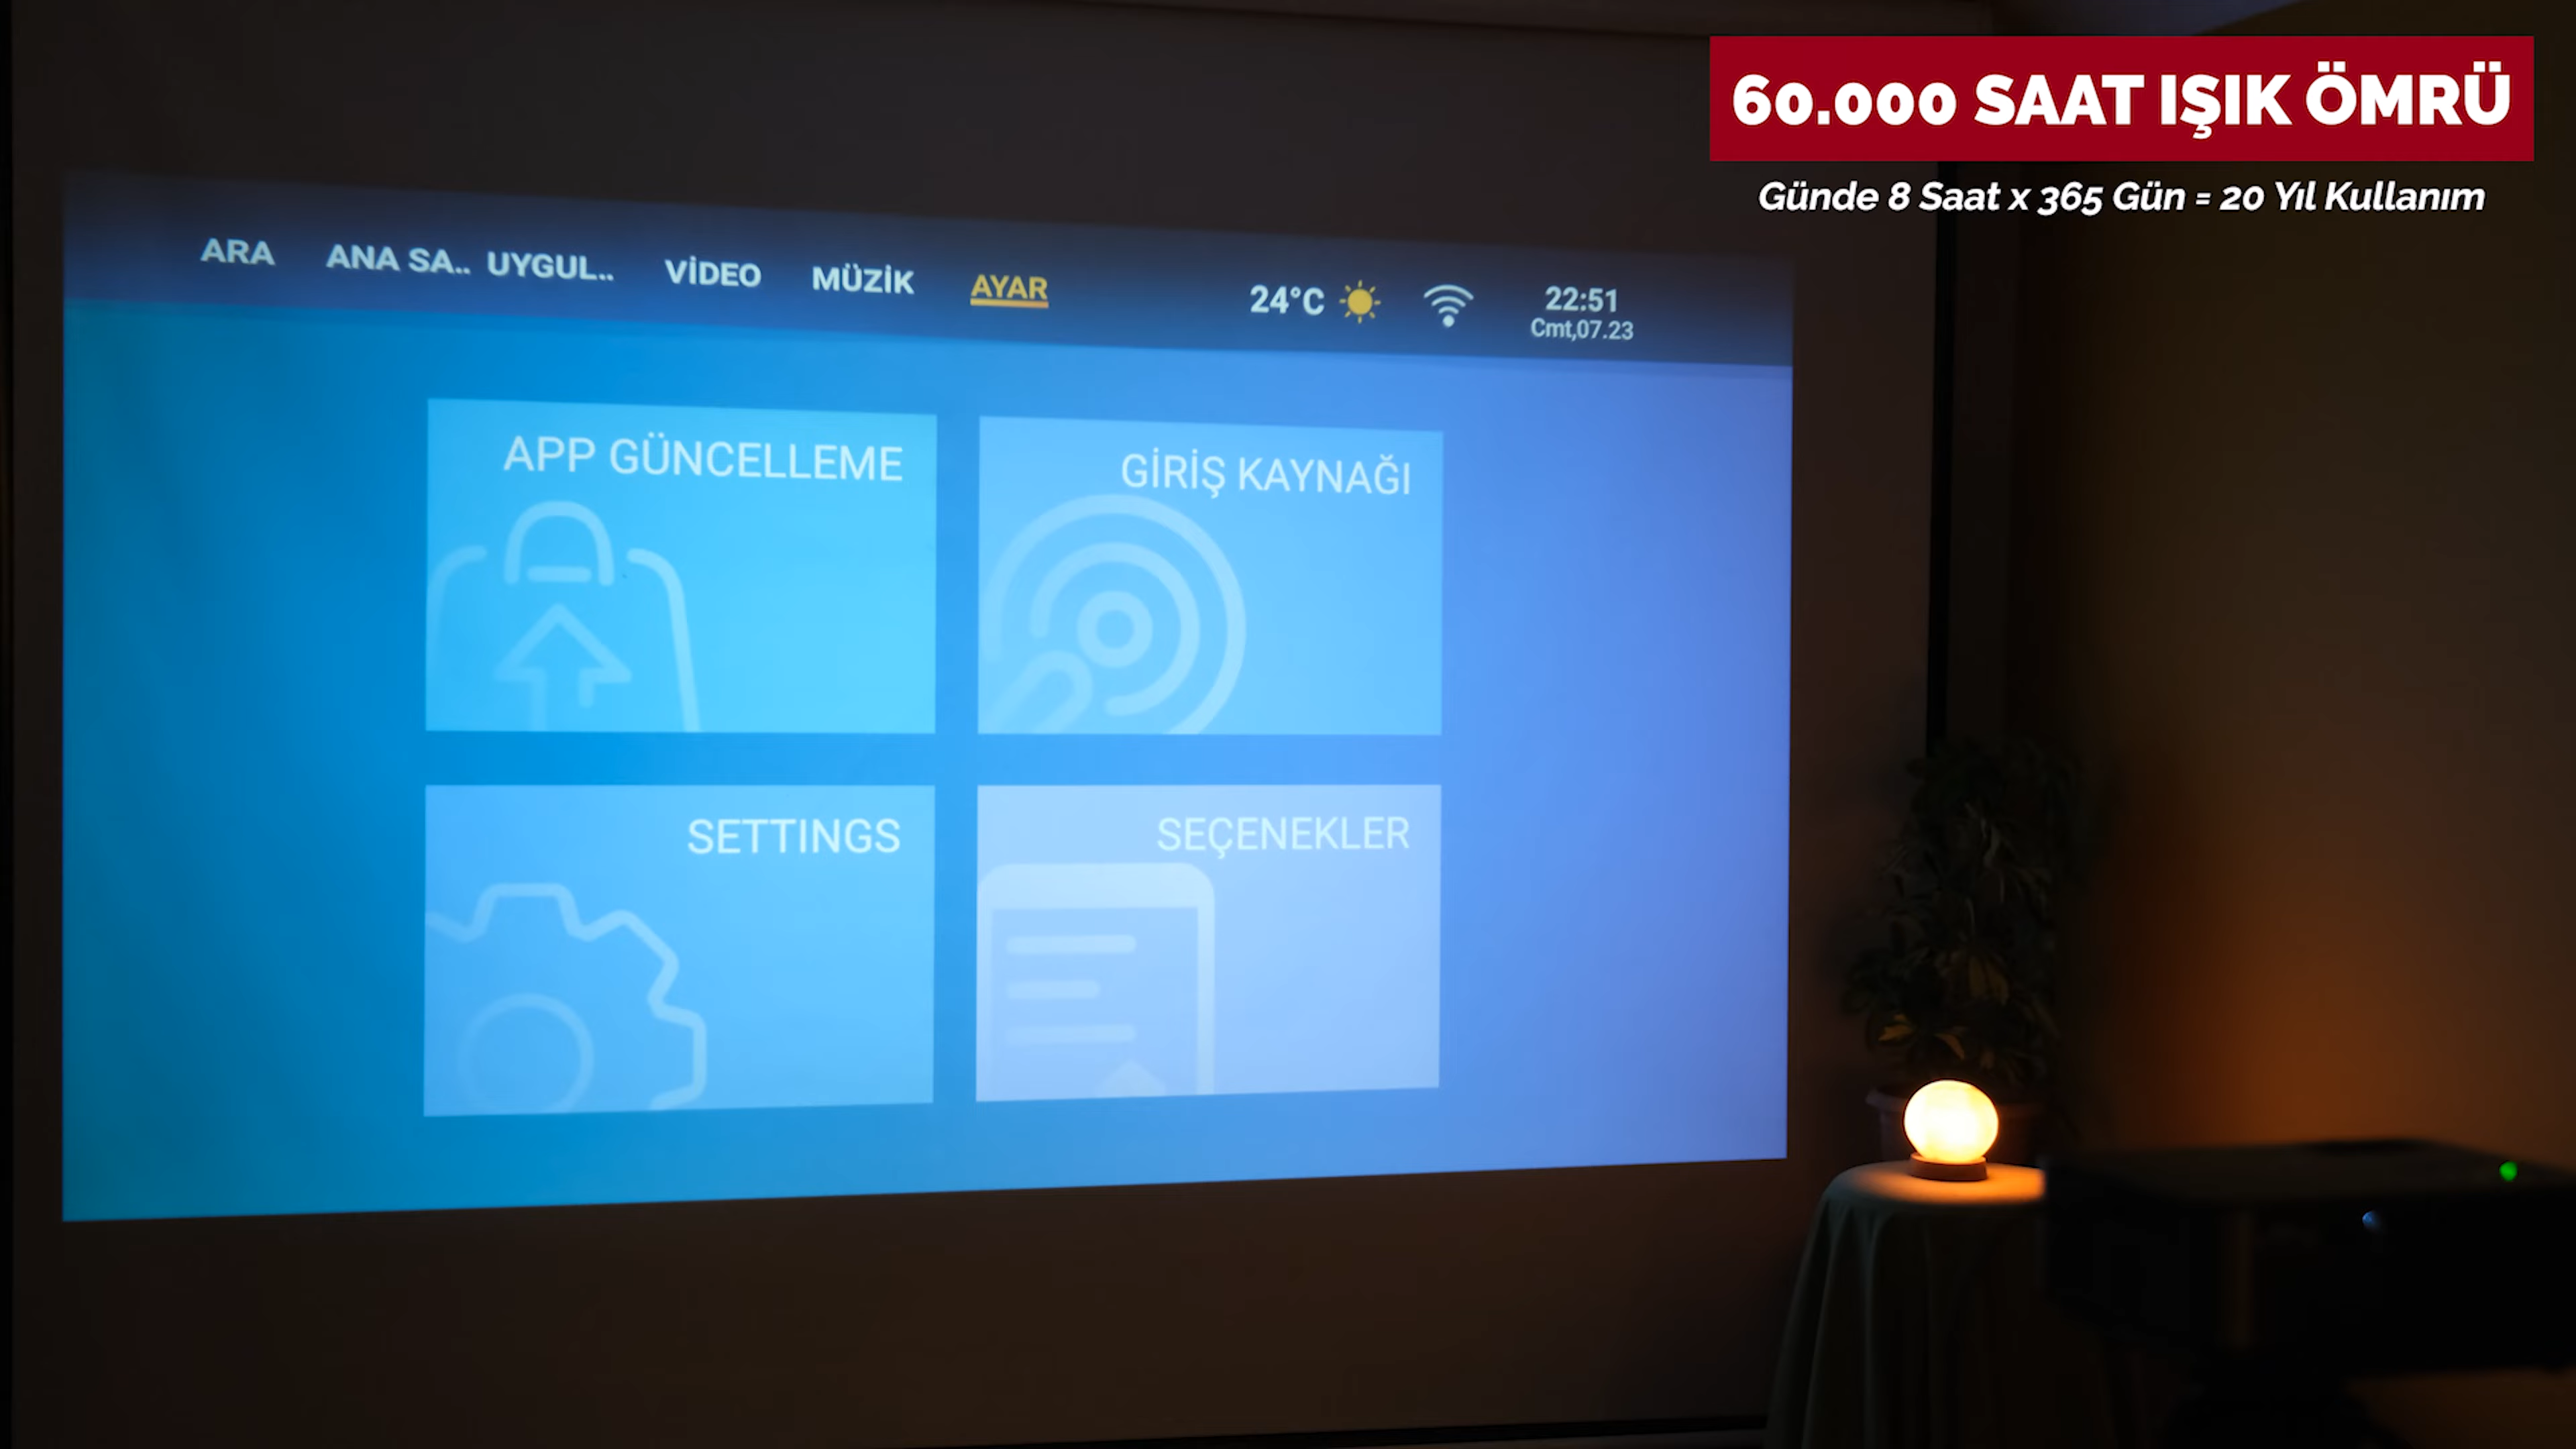 60.000 SAAT IŞIK ÖMRÜ
Günde 8 Saat x 365 Gün = 20 Yıl Kullanım
ARA ANA SA.. UYGUL.. VİDEO MÜZİK AYAR 24°C 22:51
Cmt,07.23
APP GÜNCELLEME
GİRİŞ KAYNAĞI
SETTINGS
SEÇENEKLER